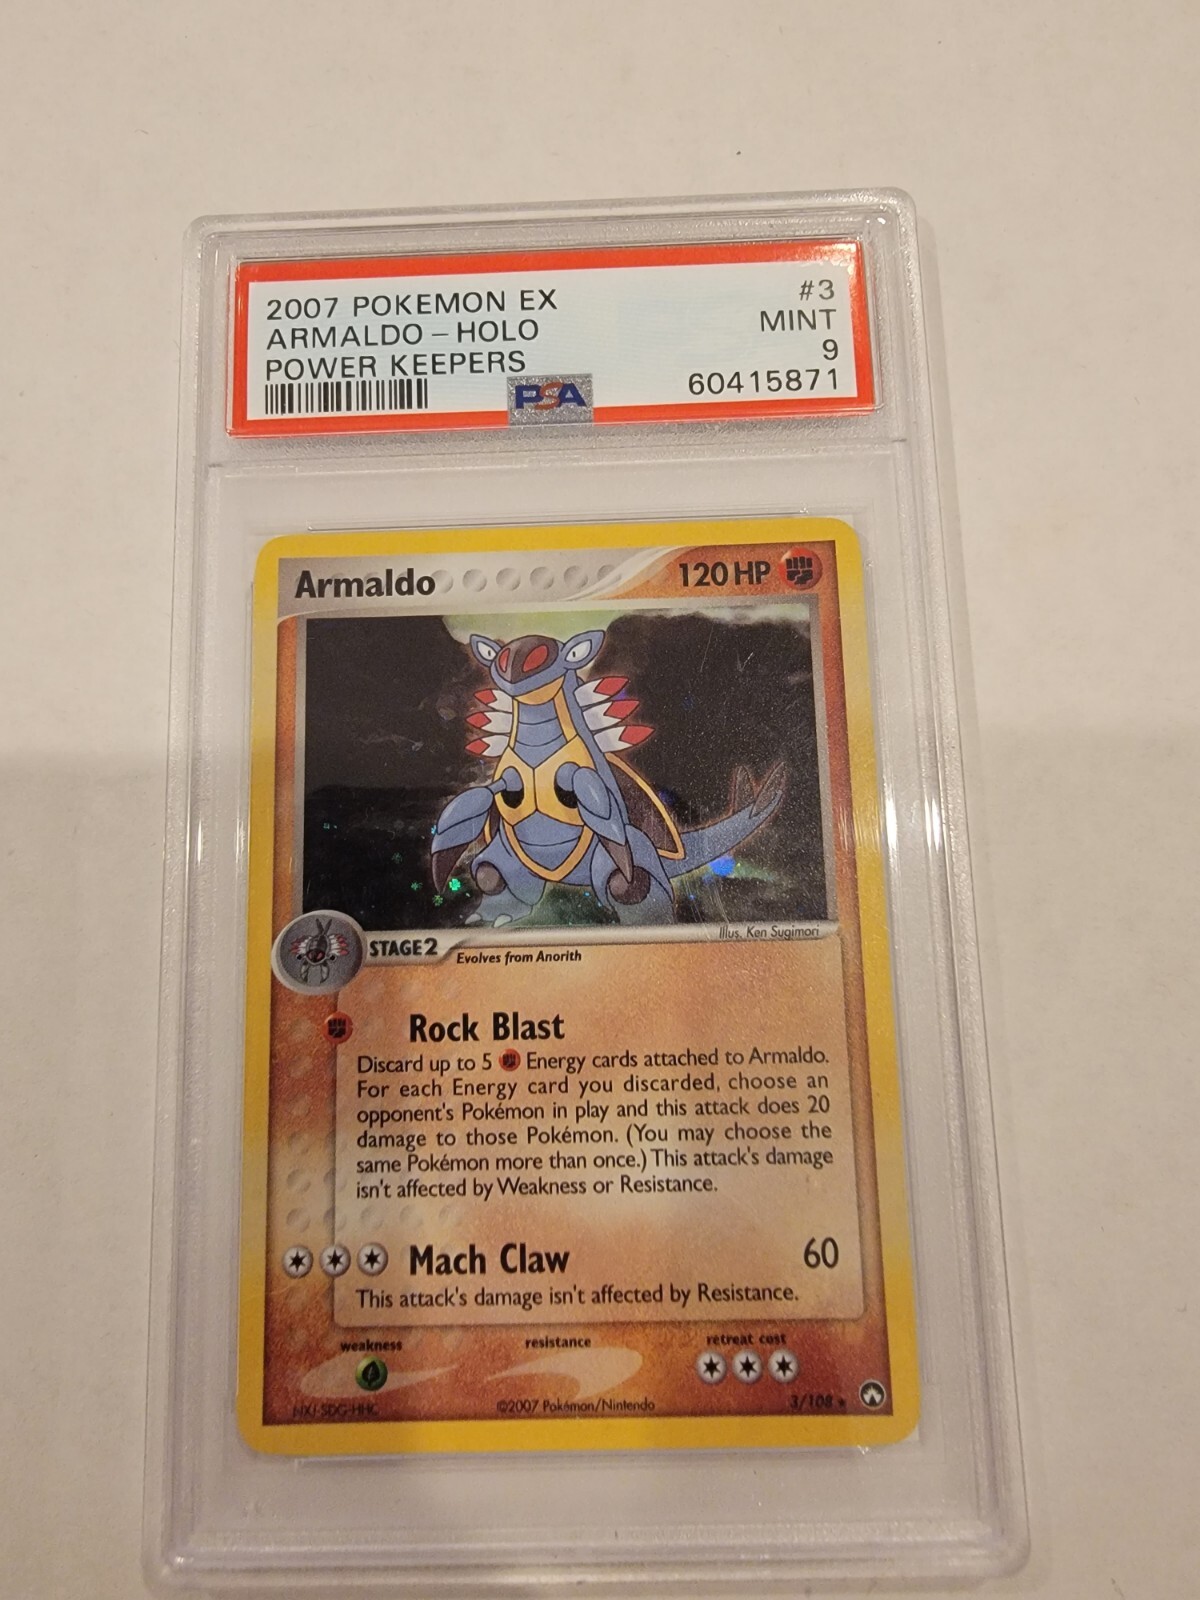 2007 POKEMON EX #3
ARMALDO - HOLO MINT
POWER KEEPERS 9
PSA 60415871
Armaldo 120 HP
Illus. Ken Sugimori
STAGE 2 Evolves from Anorith
Rock Blast
Discard up to 5 Energy cards attached to Armaldo.
For each Energy card you discarded, choose an
opponent's Pokémon in play and this attack does 20
damage to those Pokémon. (You may choose the
same Pokémon more than once.) This attack's damage
isn't affected by Weakness or Resistance.
Mach Claw 60
This attack's damage isn't affected by Resistance.
weakness resistance retreat cost
©2007 Pokémon/Nintendo 3/108 ★